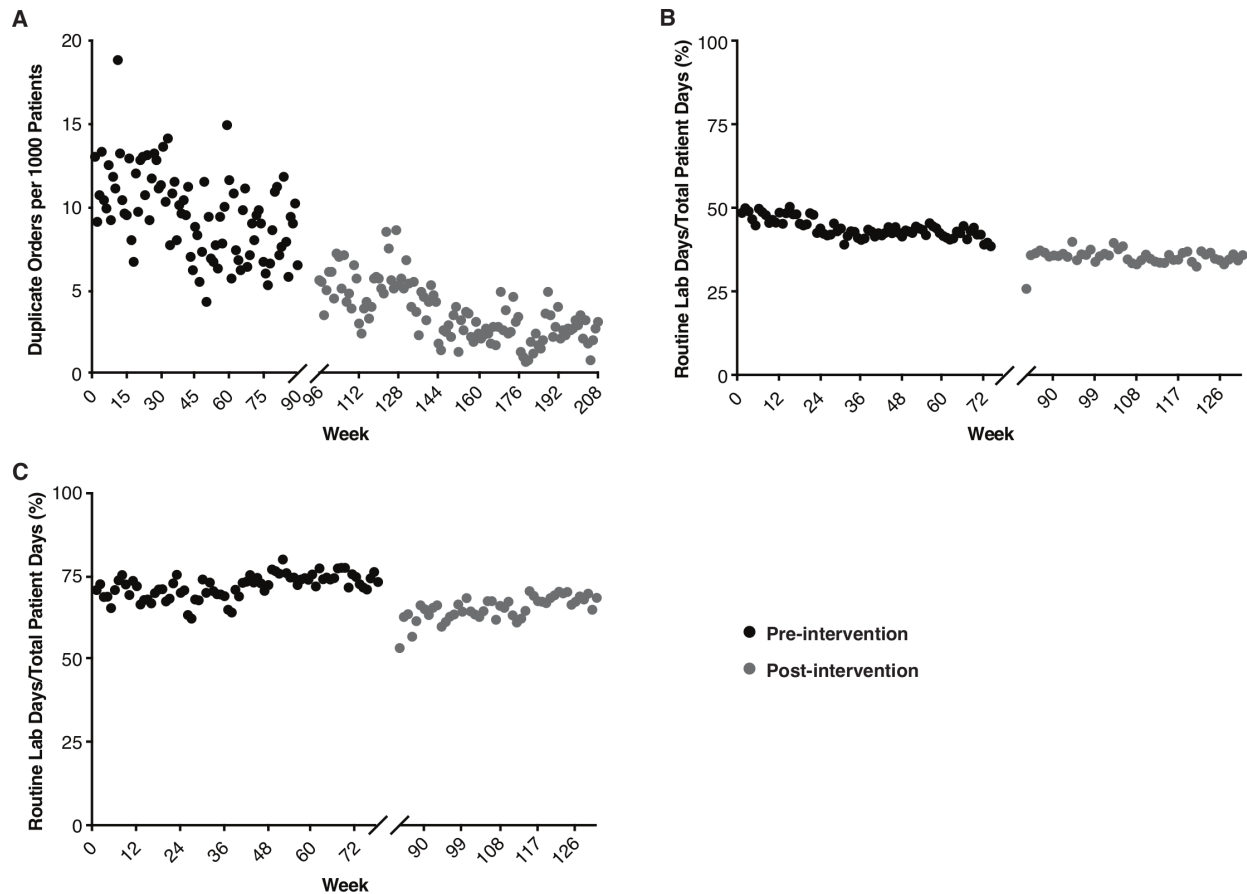 A
Duplicate Orders per 1000 Patients
20
15
10
5
0
0 15 30 45 60 75 90 96 112 128 144 160 176 192 208
Week
B
Routine Lab Days/Total Patient Days (%)
100
75
50
25
0
0 12 24 36 48 60 72 90 99 108 117 126
Week
C
Routine Lab Days/Total Patient Days (%)
100
75
50
25
0
0 12 24 36 48 60 72 90 99 108 117 126
Week
Pre-intervention
Post-intervention